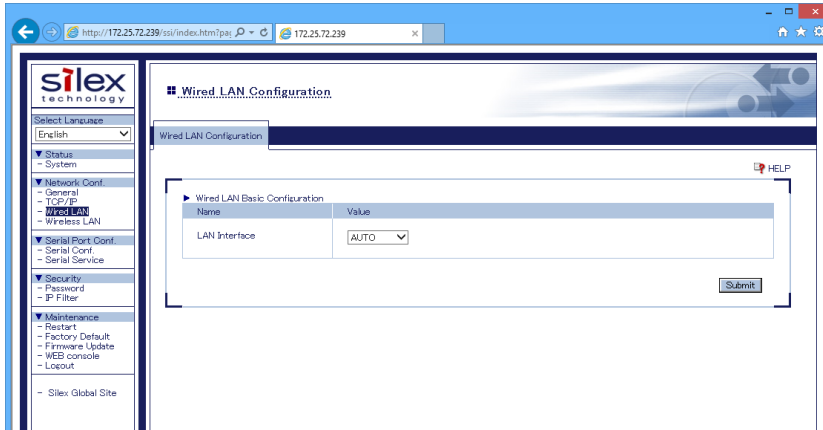 http://172.25.72.239/ssi/index.htm?pa
172.25.72.239
silex
technology
Select Language
English
▼ Status
- System
▼ Network Conf.
- General
- TCP/IP
- Wired LAN
- Wireless LAN
▼ Serial Port Conf.
- Serial Conf.
- Serial Service
▼ Security
- Password
- IP Filter
▼ Maintenance
- Restart
- Factory Default
- Firmware Update
- WEB console
- Logout
- Silex Global Site
Wired LAN Configuration
Wired LAN Configuration
HELP
Wired LAN Basic Configuration
Name Value
LAN Interface AUTO
Submit